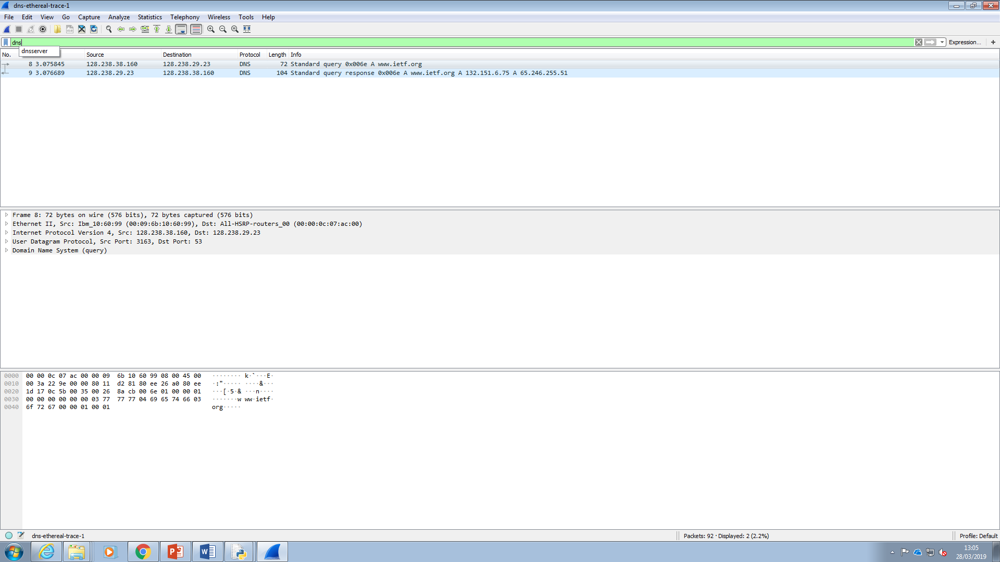 dns-ethereal-trace-1
File Edit View Go Capture Analyze Statistics Telephony Wireless Tools Help
dns
Expression...
+
dnsserver
No. Source Destination Protocol Length Info
8 3.075845 128.238.38.160 128.238.29.23 DNS 72 Standard query 0x006e A www.ietf.org
9 3.076689 128.238.29.23 128.238.38.160 DNS 104 Standard query response 0x006e A www.ietf.org A 132.151.6.75 A 65.246.255.51
Frame 8: 72 bytes on wire (576 bits), 72 bytes captured (576 bits)
Ethernet II, Src: Ibm_10:60:99 (00:09:6b:10:60:99), Dst: All-HSRP-routers_00 (00:00:0c:07:ac:00)
Internet Protocol Version 4, Src: 128.238.38.160, Dst: 128.238.29.23
User Datagram Protocol, Src Port: 3163, Dst Port: 53
Domain Name System (query)
0000 00 00 0c 07 ac 00 00 09 6b 10 60 99 08 00 45 00 ········ k·`···E·
0010 00 3a 22 9e 00 00 80 11 d2 81 80 ee 26 a0 80 ee ·:"····· ····&···
0020 1d 17 0c 5b 00 35 00 26 8a cb 00 6e 01 00 00 01 ···[·5·& ···n····
0030 00 00 00 00 00 00 03 77 77 77 04 69 65 74 66 03 ·······w ww·ietf·
0040 6f 72 67 00 00 01 00 01 org·····
dns-ethereal-trace-1
Packets: 92 · Displayed: 2 (2.2%)
Profile: Default
13:05
28/03/2019